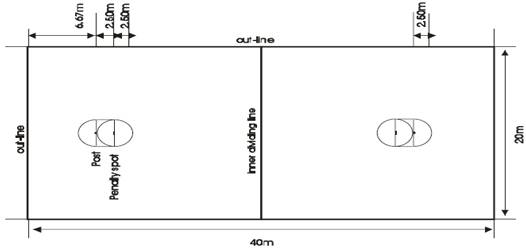 6.67m
2.50m
2.50m
2.50m
out-line
out-line
Post
Penalty spot
Inner dividing line
20m
40m